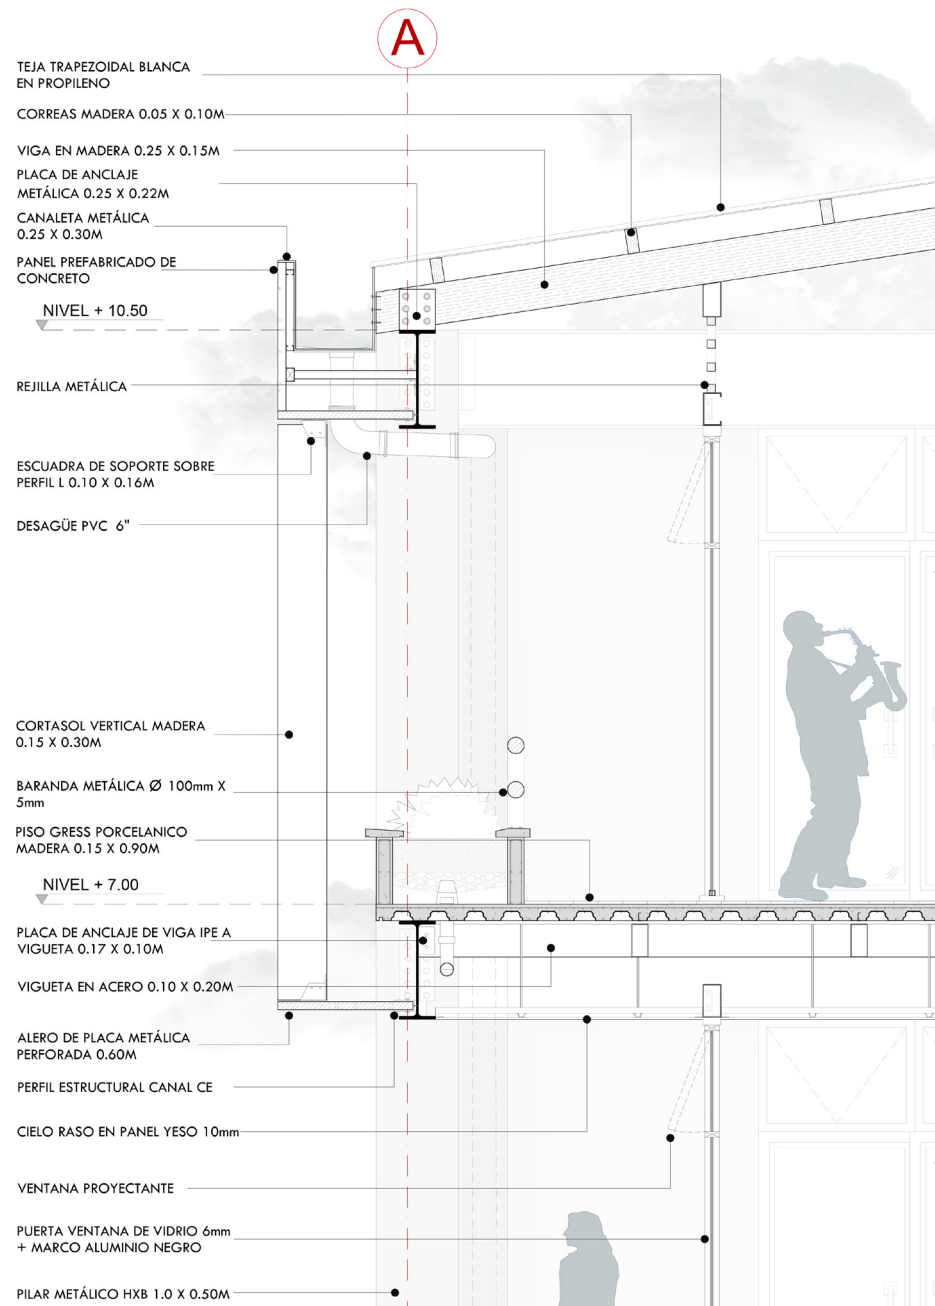 A
TEJA TRAPEZOIDAL BLANCA
EN PROPILENO
CORREAS MADERA 0.05 X 0.10M
VIGA EN MADERA 0.25 X 0.15M
PLACA DE ANCLAJE
METÁLICA 0.25 X 0.22M
CANALETA METÁLICA
0.25 X 0.30M
PANEL PREFABRICADO DE
CONCRETO
NIVEL + 10.50
REJILLA METÁLICA
ESCUADRA DE SOPORTE SOBRE
PERFIL L 0.10 X 0.16M
DESAGÜE PVC 6"
CORTASOL VERTICAL MADERA
0.15 X 0.30M
BARANDA METÁLICA Ø 100mm X
5mm
PISO GRESS PORCELANICO
MADERA 0.15 X 0.90M
NIVEL + 7.00
PLACA DE ANCLAJE DE VIGA IPE A
VIGUETA 0.17 X 0.10M
VIGUETA EN ACERO 0.10 X 0.20M
ALERO DE PLACA METÁLICA
PERFORADA 0.60M
PERFIL ESTRUCTURAL CANAL CE
CIELO RASO EN PANEL YESO 10mm
VENTANA PROYECTANTE
PUERTA VENTANA DE VIDRIO 6mm
+ MARCO ALUMINIO NEGRO
PILAR METÁLICO HXB 1.0 X 0.50M